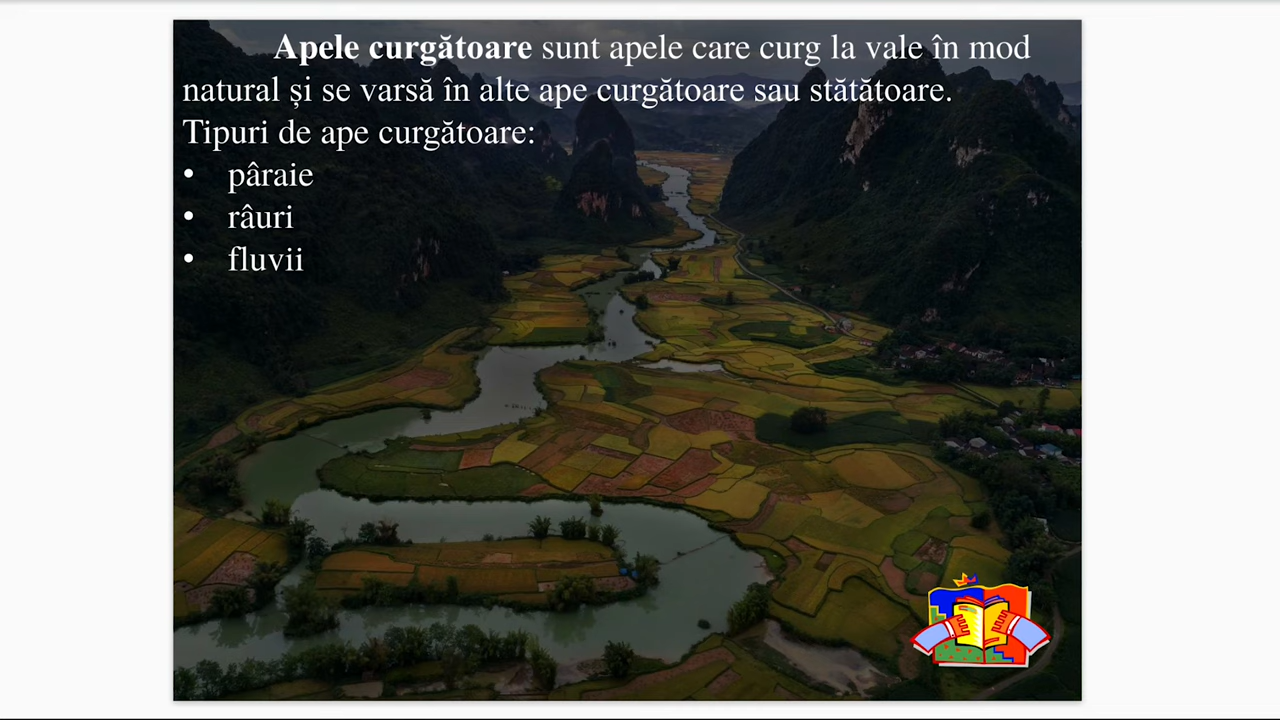 Apele curgătoare sunt apele care curg la vale în mod
natural și se varsă în alte ape curgătoare sau stătătoare.
Tipuri de ape curgătoare:
• pâraie
• râuri
• fluvii